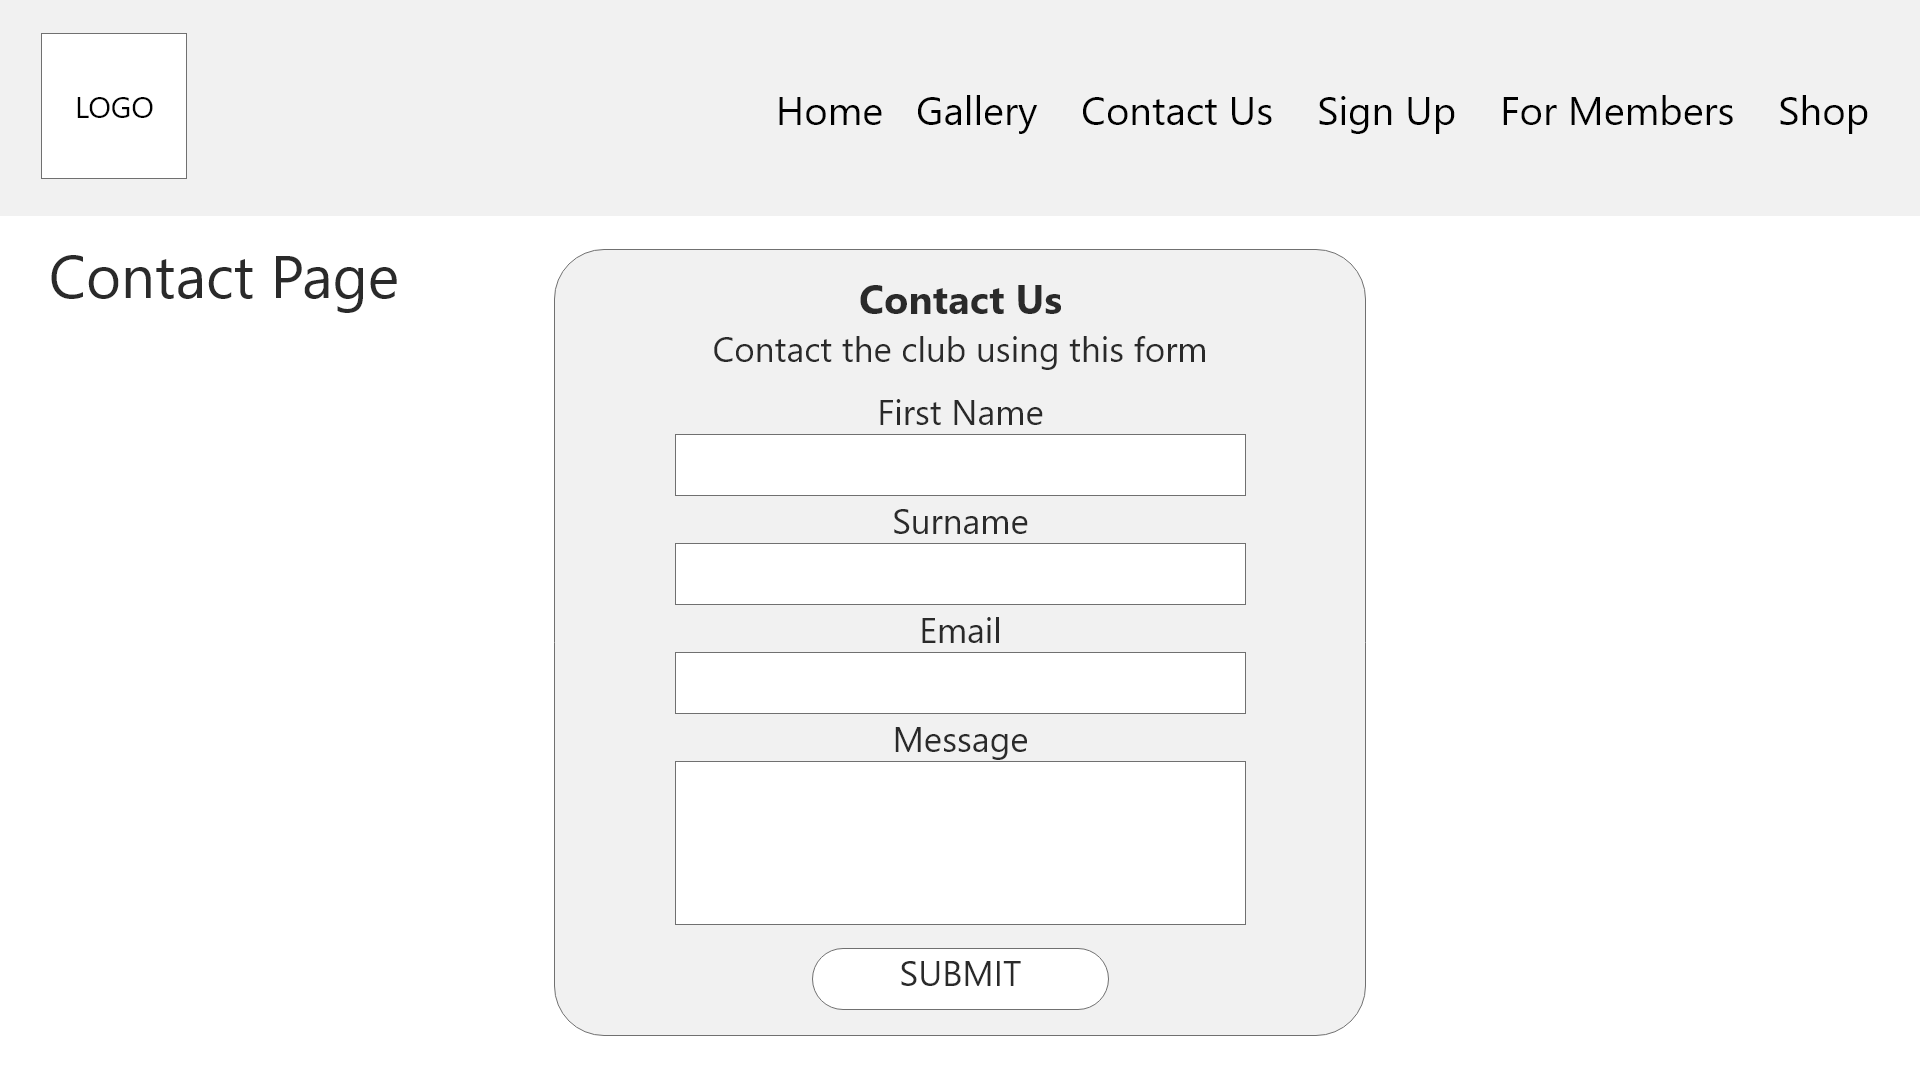 LOGO
Home Gallery Contact Us Sign Up For Members Shop
Contact Page
Contact Us
Contact the club using this form
First Name
Surname
Email
Message
SUBMIT